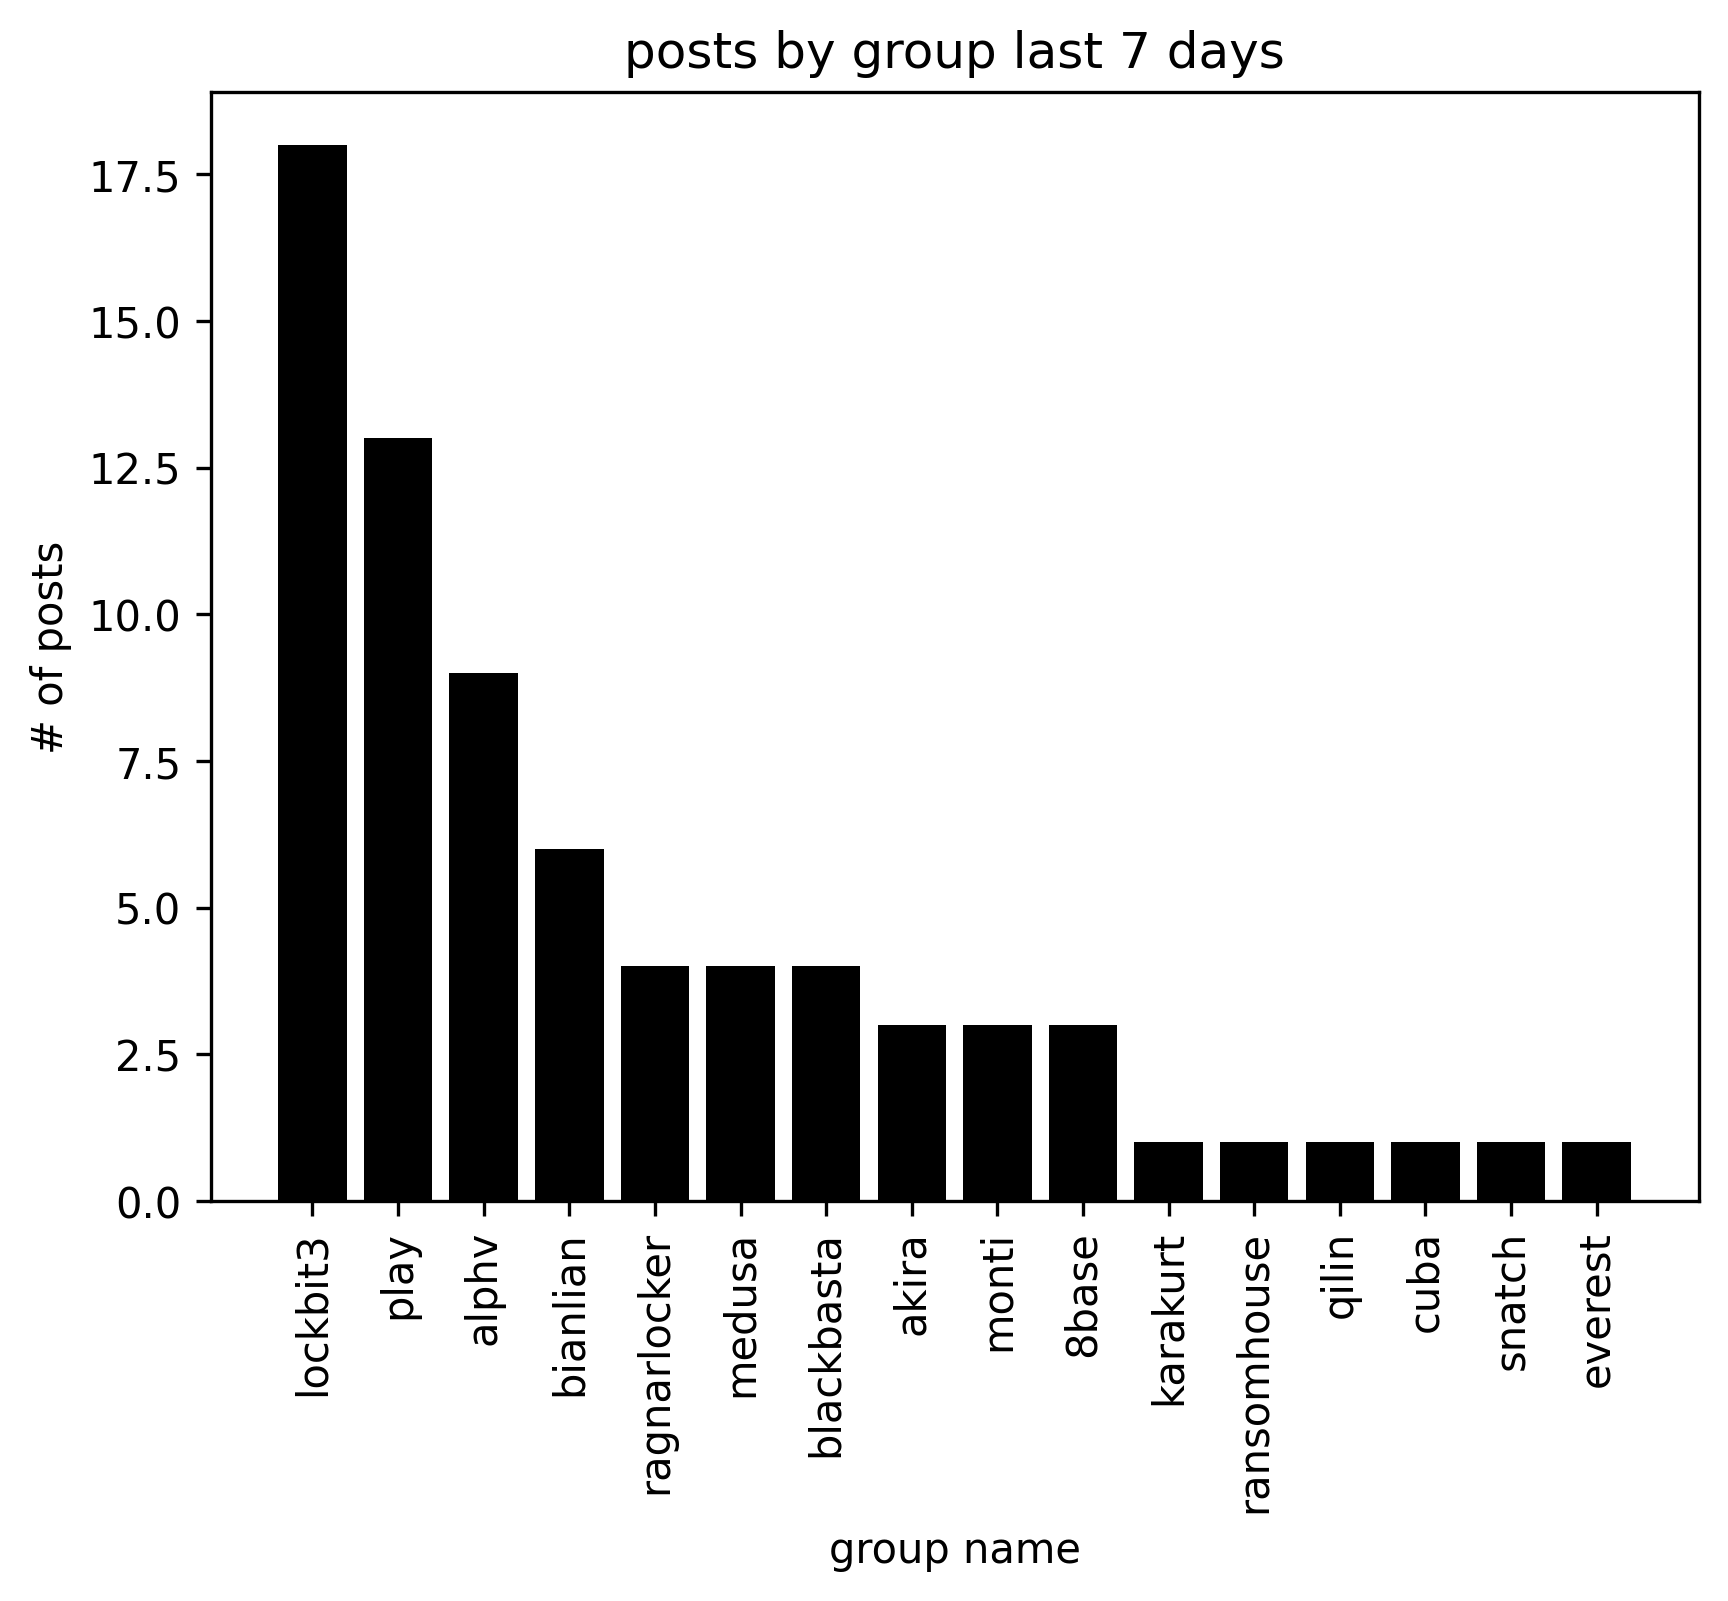 posts by group last 7 days
# of posts
17.5
15.0
12.5
10.0
7.5
5.0
2.5
0.0
lockbit3
play
alphv
bianlian
ragnarlocker
medusa
blackbasta
akira
monti
8base
karakurt
ransomhouse
qilin
cuba
snatch
everest
group name